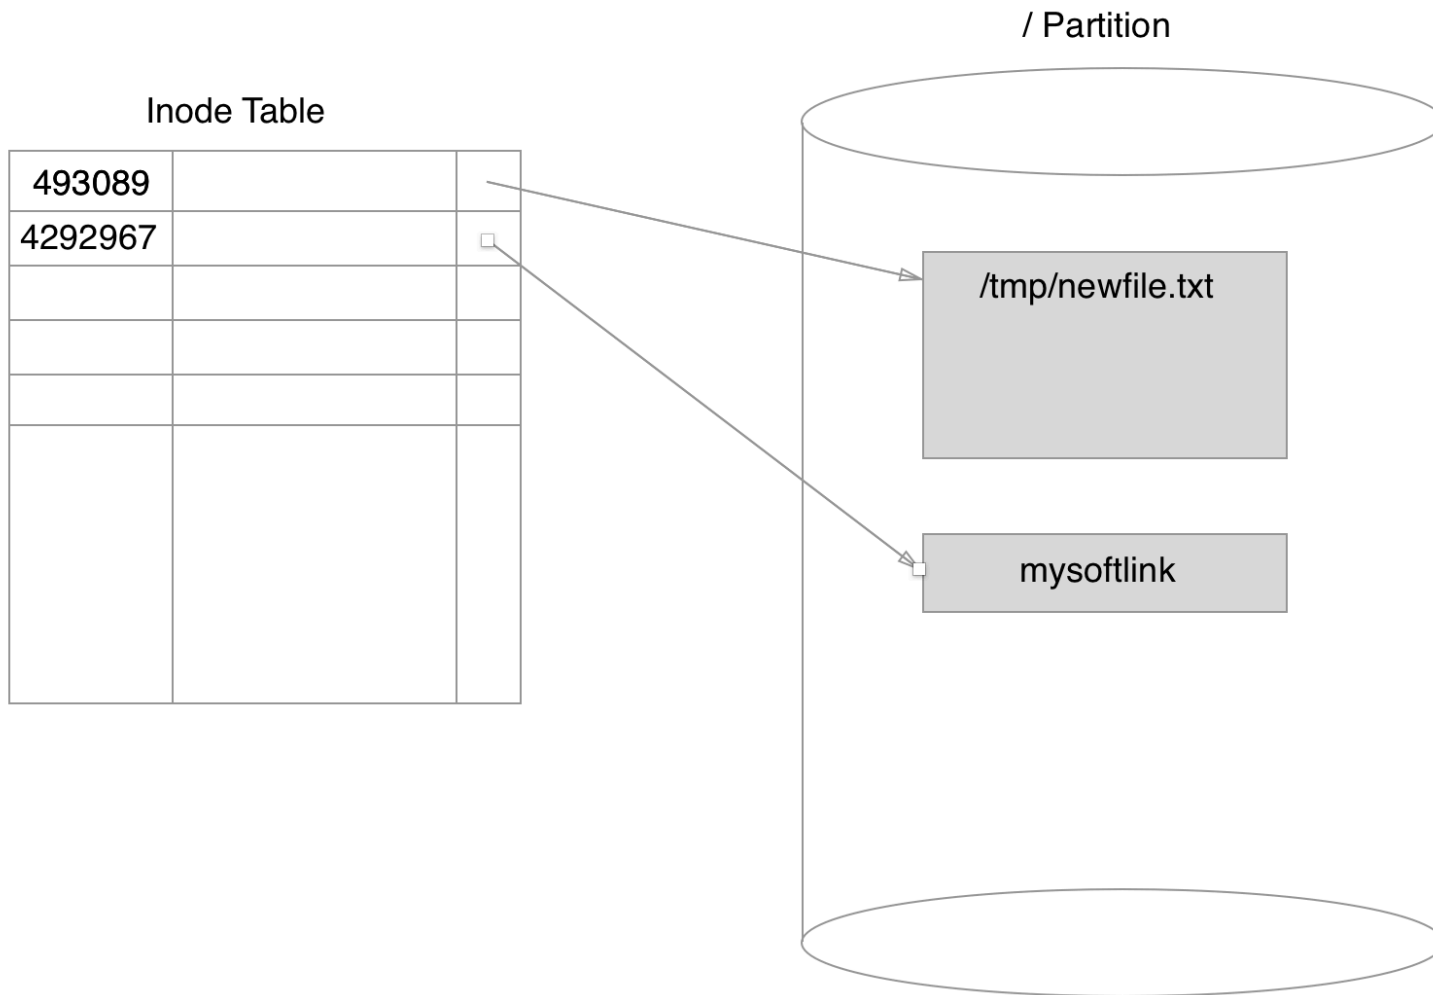 / Partition
Inode Table
493089
4292967
/tmp/newfile.txt
mysoftlink